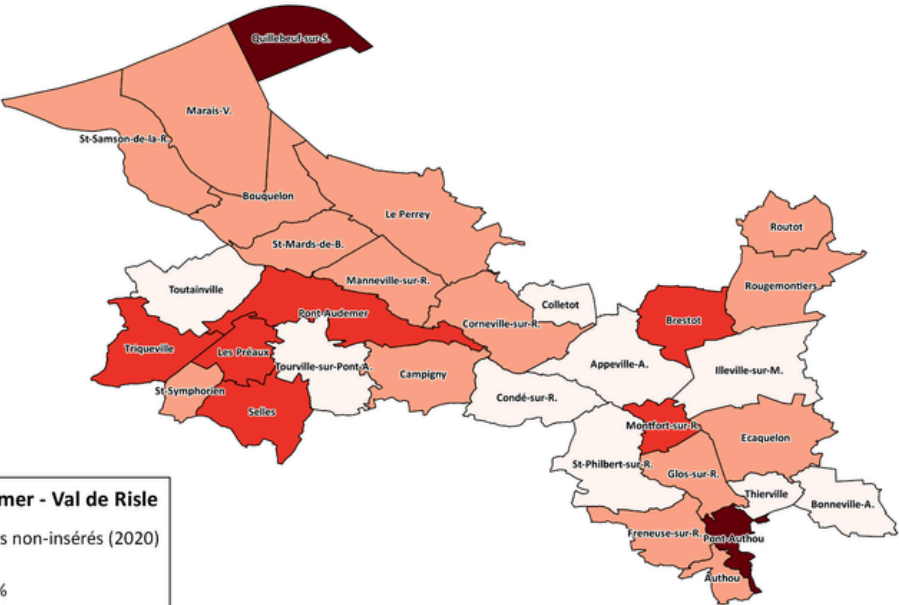 Quillebeuf-sur-S.
Marais-V.
St-Samson-de-la-R.
Bouquelon
Le Perrey
Routot
St-Mards-de-B.
Manneville-sur-R.
Rougemontiers
Toutainville
Colletot
Pont Audemer
Corneville-sur-R.
Brestot
Triqueville
Les Préaux
Tourville-sur-Pont-A.
Appeville-A.
Illeville-sur-M.
Campigny
St-Symphorien
Condé-sur-R.
Selles
Montfort-sur-R.
Ecaquelon
St-Philbert-sur-R.
Glos-sur-R.
Thierville
Bonneville-A.
mer - Val de Risle
s non-insérés (2020)
Freneuse-sur-R.
Pont-Authou
Authou
%